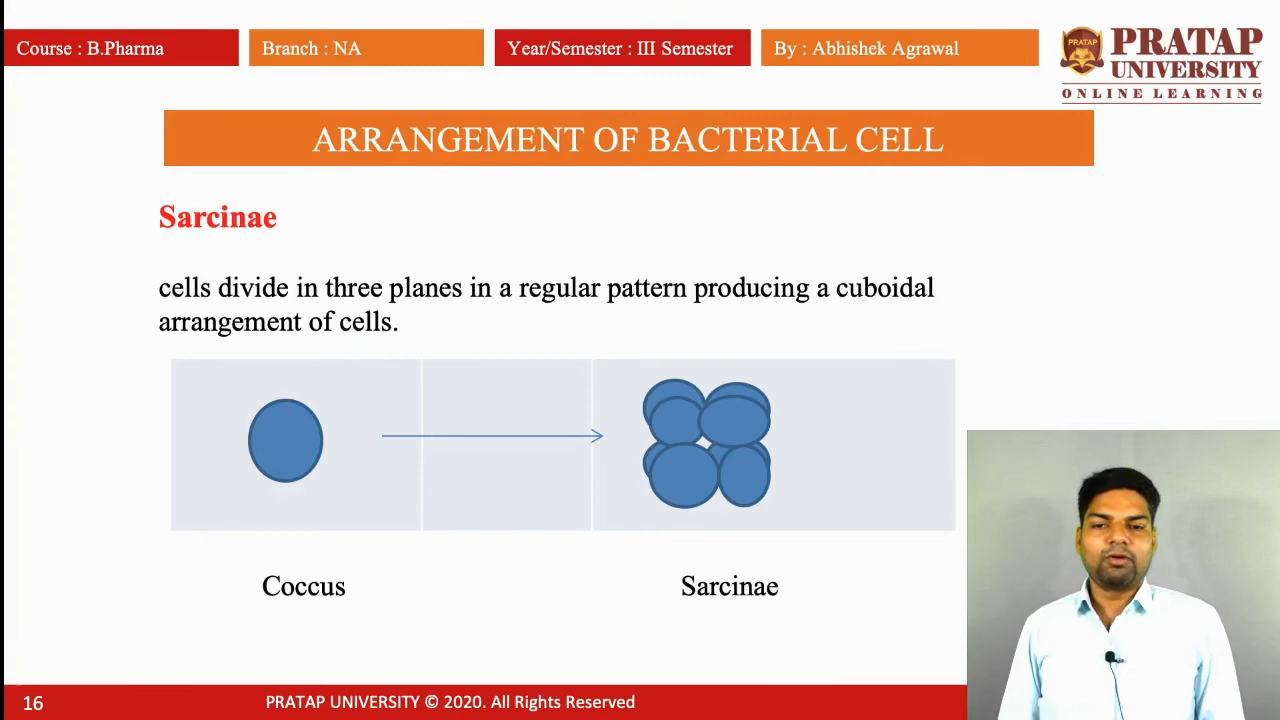 Course : B.Pharma
Branch : NA
Year/Semester : III Semester
By : Abhishek Agrawal
PRATAP
PRATAP
UNIVERSITY
ONLINE LEARNING
ARRANGEMENT OF BACTERIAL CELL
Sarcinae
cells divide in three planes in a regular pattern producing a cuboidal
arrangement of cells.
Coccus
Sarcinae
16
PRATAP UNIVERSITY © 2020. All Rights Reserved